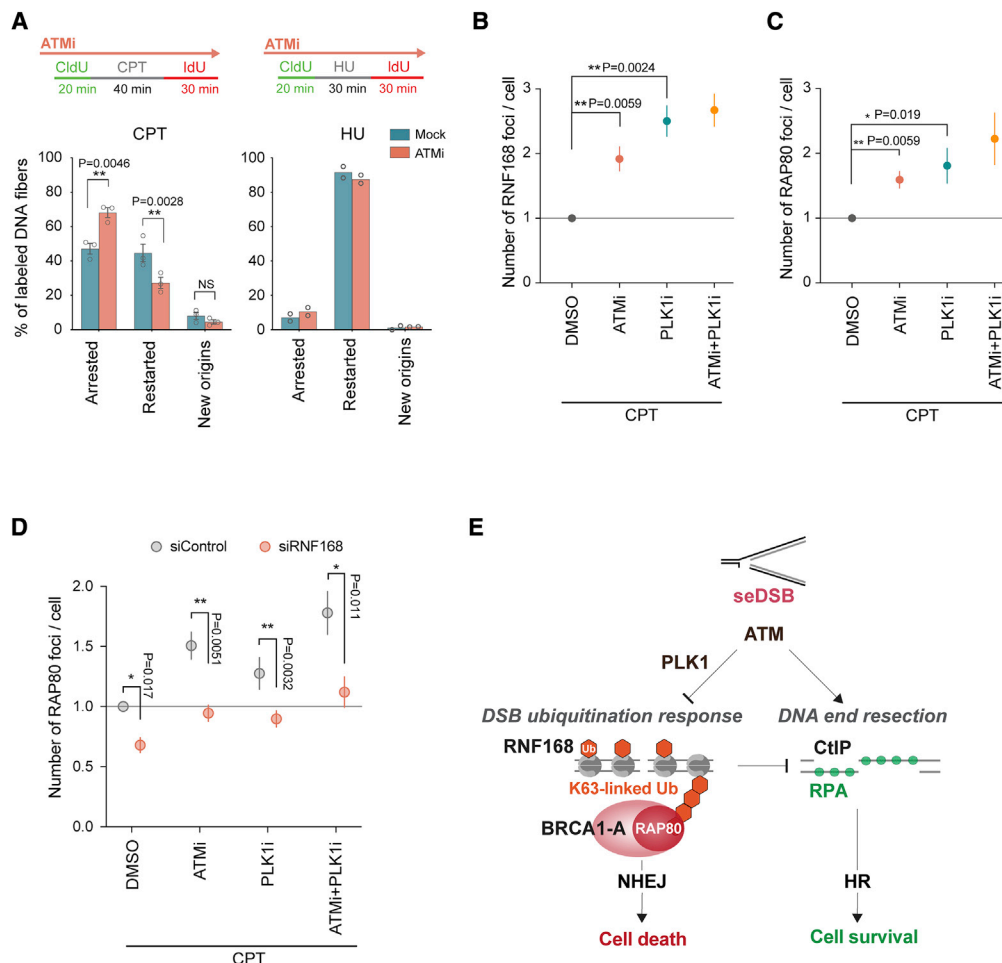 A
ATMi
CldU CPT IdU
20 min 40 min 30 min
ATMi
CldU HU IdU
20 min 30 min 30 min
CPT
HU
Mock
ATMi
% of labeled DNA fibers
100
80
60
40
20
0
P=0.0046
**
P=0.0028
**
NS
Arrested
Restarted
New origins
100
80
60
40
20
0
Arrested
Restarted
New origins
B
Number of RNF168 foci / cell
3
2
1
0
** P=0.0024
** P=0.0059
DMSO
ATMi
PLK1i
ATMi+PLK1i
CPT
C
Number of RAP80 foci / cell
3
2
1
0
* P=0.019
** P=0.0059
DMSO
ATMi
PLK1i
ATMi+PLK1i
CPT
D
siControl siRNF168
Number of RAP80 foci / cell
2.0
1.5
1.0
0.5
0.0
* P=0.017
** P=0.0051
** P=0.0032
* P=0.011
DMSO
ATMi
PLK1i
ATMi+PLK1i
CPT
E
seDSB
ATM
PLK1
DSB ubiquitination response
DNA end resection
RNF168
Ub
CtIP
K63-linked Ub
RPA
BRCA1-A
RAP80
NHEJ
HR
Cell death
Cell survival